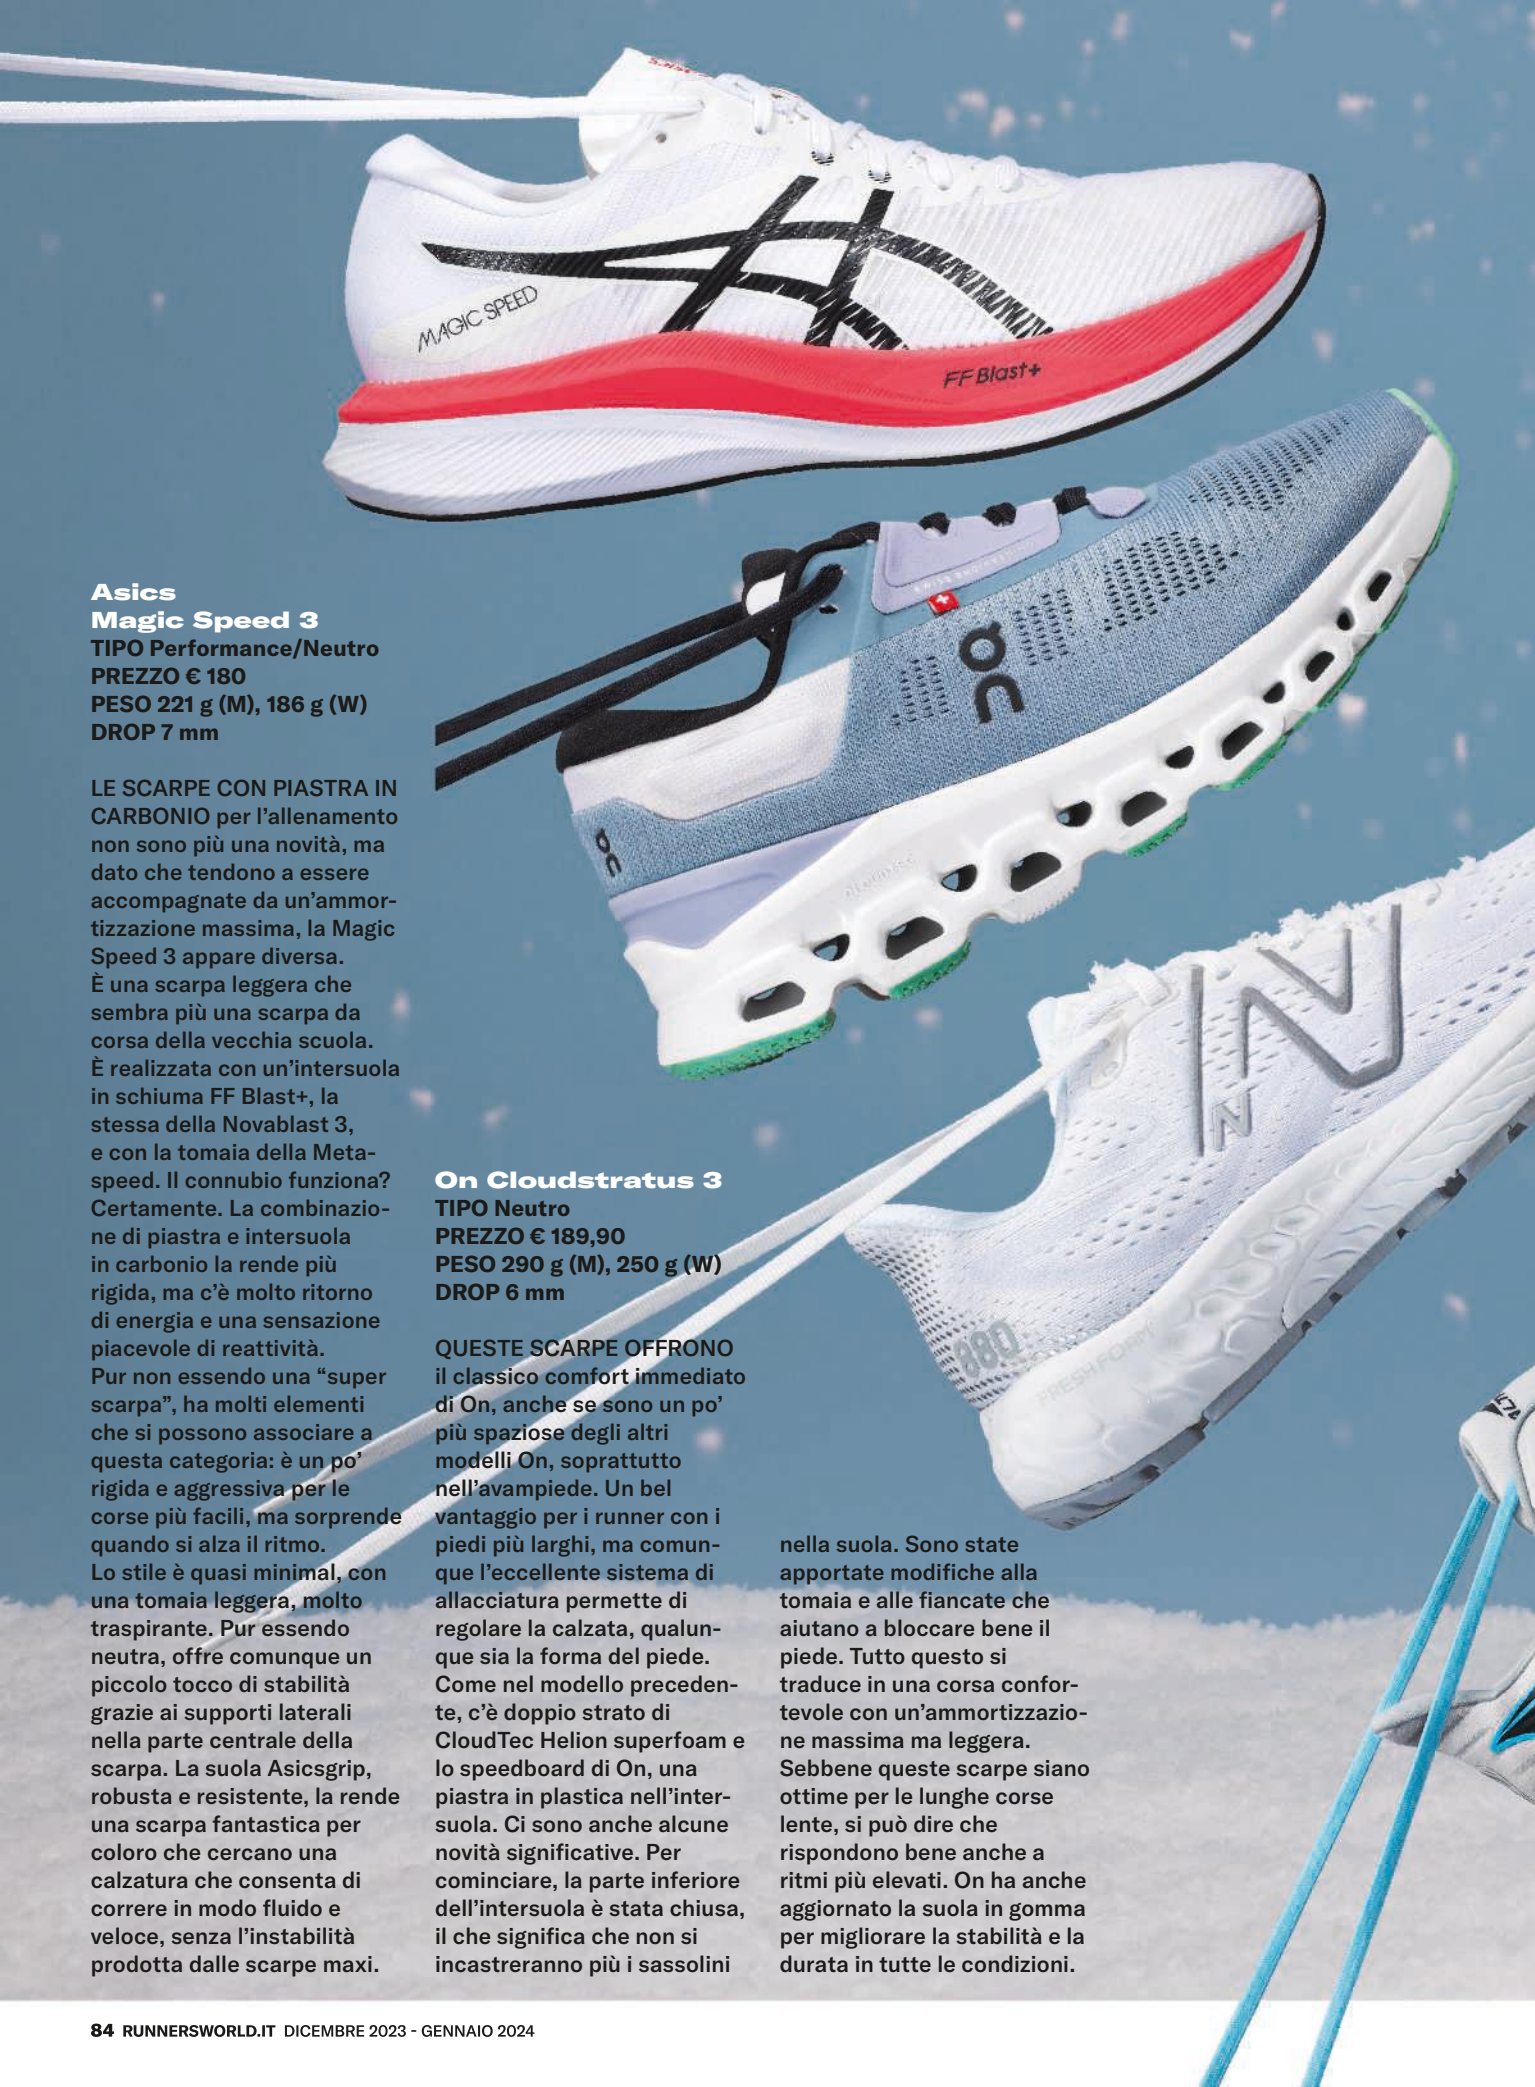 asics
MAGIC SPEED
FF Blast+
SWISS ENGINEERING
on
on
cloudtec
N
N
880
FRESH FOAM
Asics
Magic Speed 3
TIPO Performance/Neutro
PREZZO € 180
PESO 221 g (M), 186 g (W)
DROP 7 mm
LE SCARPE CON PIASTRA IN
CARBONIO per l’allenamento
non sono più una novità, ma
dato che tendono a essere
accompagnate da un’ammor-
tizzazione massima, la Magic
Speed 3 appare diversa.
È una scarpa leggera che
sembra più una scarpa da
corsa della vecchia scuola.
È realizzata con un’intersuola
in schiuma FF Blast+, la
stessa della Novablast 3,
e con la tomaia della Meta-
speed. Il connubio funziona?
Certamente. La combinazio-
ne di piastra e intersuola
in carbonio la rende più
rigida, ma c’è molto ritorno
di energia e una sensazione
piacevole di reattività.
Pur non essendo una “super
scarpa”, ha molti elementi
che si possono associare a
questa categoria: è un po’
rigida e aggressiva per le
corse più facili, ma sorprende
quando si alza il ritmo.
Lo stile è quasi minimal, con
una tomaia leggera, molto
traspirante. Pur essendo
neutra, offre comunque un
piccolo tocco di stabilità
grazie ai supporti laterali
nella parte centrale della
scarpa. La suola Asicsgrip,
robusta e resistente, la rende
una scarpa fantastica per
coloro che cercano una
calzatura che consenta di
correre in modo fluido e
veloce, senza l’instabilità
prodotta dalle scarpe maxi.
On Cloudstratus 3
TIPO Neutro
PREZZO € 189,90
PESO 290 g (M), 250 g (W)
DROP 6 mm
QUESTE SCARPE OFFRONO
il classico comfort immediato
di On, anche se sono un po’
più spaziose degli altri
modelli On, soprattutto
nell’avampiede. Un bel
vantaggio per i runner con i
piedi più larghi, ma comun-
que l’eccellente sistema di
allacciatura permette di
regolare la calzata, qualun-
que sia la forma del piede.
Come nel modello preceden-
te, c’è doppio strato di
CloudTec Helion superfoam e
lo speedboard di On, una
piastra in plastica nell’inter-
suola. Ci sono anche alcune
novità significative. Per
cominciare, la parte inferiore
dell’intersuola è stata chiusa,
il che significa che non si
incastreranno più i sassolini
nella suola. Sono state
apportate modifiche alla
tomaia e alle fiancate che
aiutano a bloccare bene il
piede. Tutto questo si
traduce in una corsa confor-
tevole con un’ammortizzazio-
ne massima ma leggera.
Sebbene queste scarpe siano
ottime per le lunghe corse
lente, si può dire che
rispondono bene anche a
ritmi più elevati. On ha anche
aggiornato la suola in gomma
per migliorare la stabilità e la
durata in tutte le condizioni.
84 RUNNERSWORLD.IT DICEMBRE 2023 - GENNAIO 2024